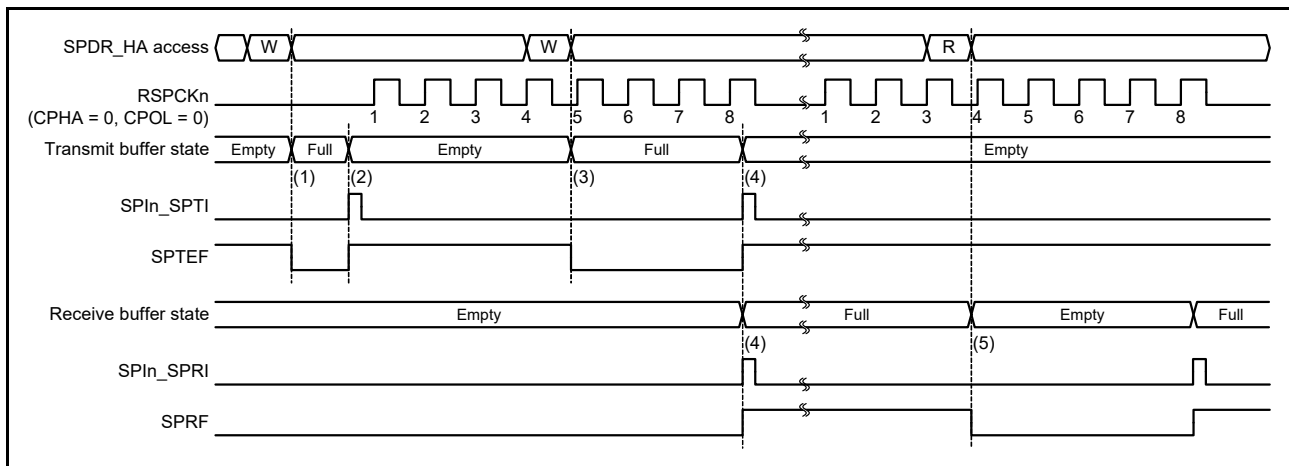 SPDR_HA access W W R
RSPCKn
(CPHA = 0, CPOL = 0)
1 2 3 4 5 6 7 8 1 2 3 4 5 6 7 8
Transmit buffer state Empty Full Empty Full Empty
(1) (2) (3) (4)
SPIn_SPTI
SPTEF
Receive buffer state Empty Full Empty Full
(4) (5)
SPIn_SPRI
SPRF